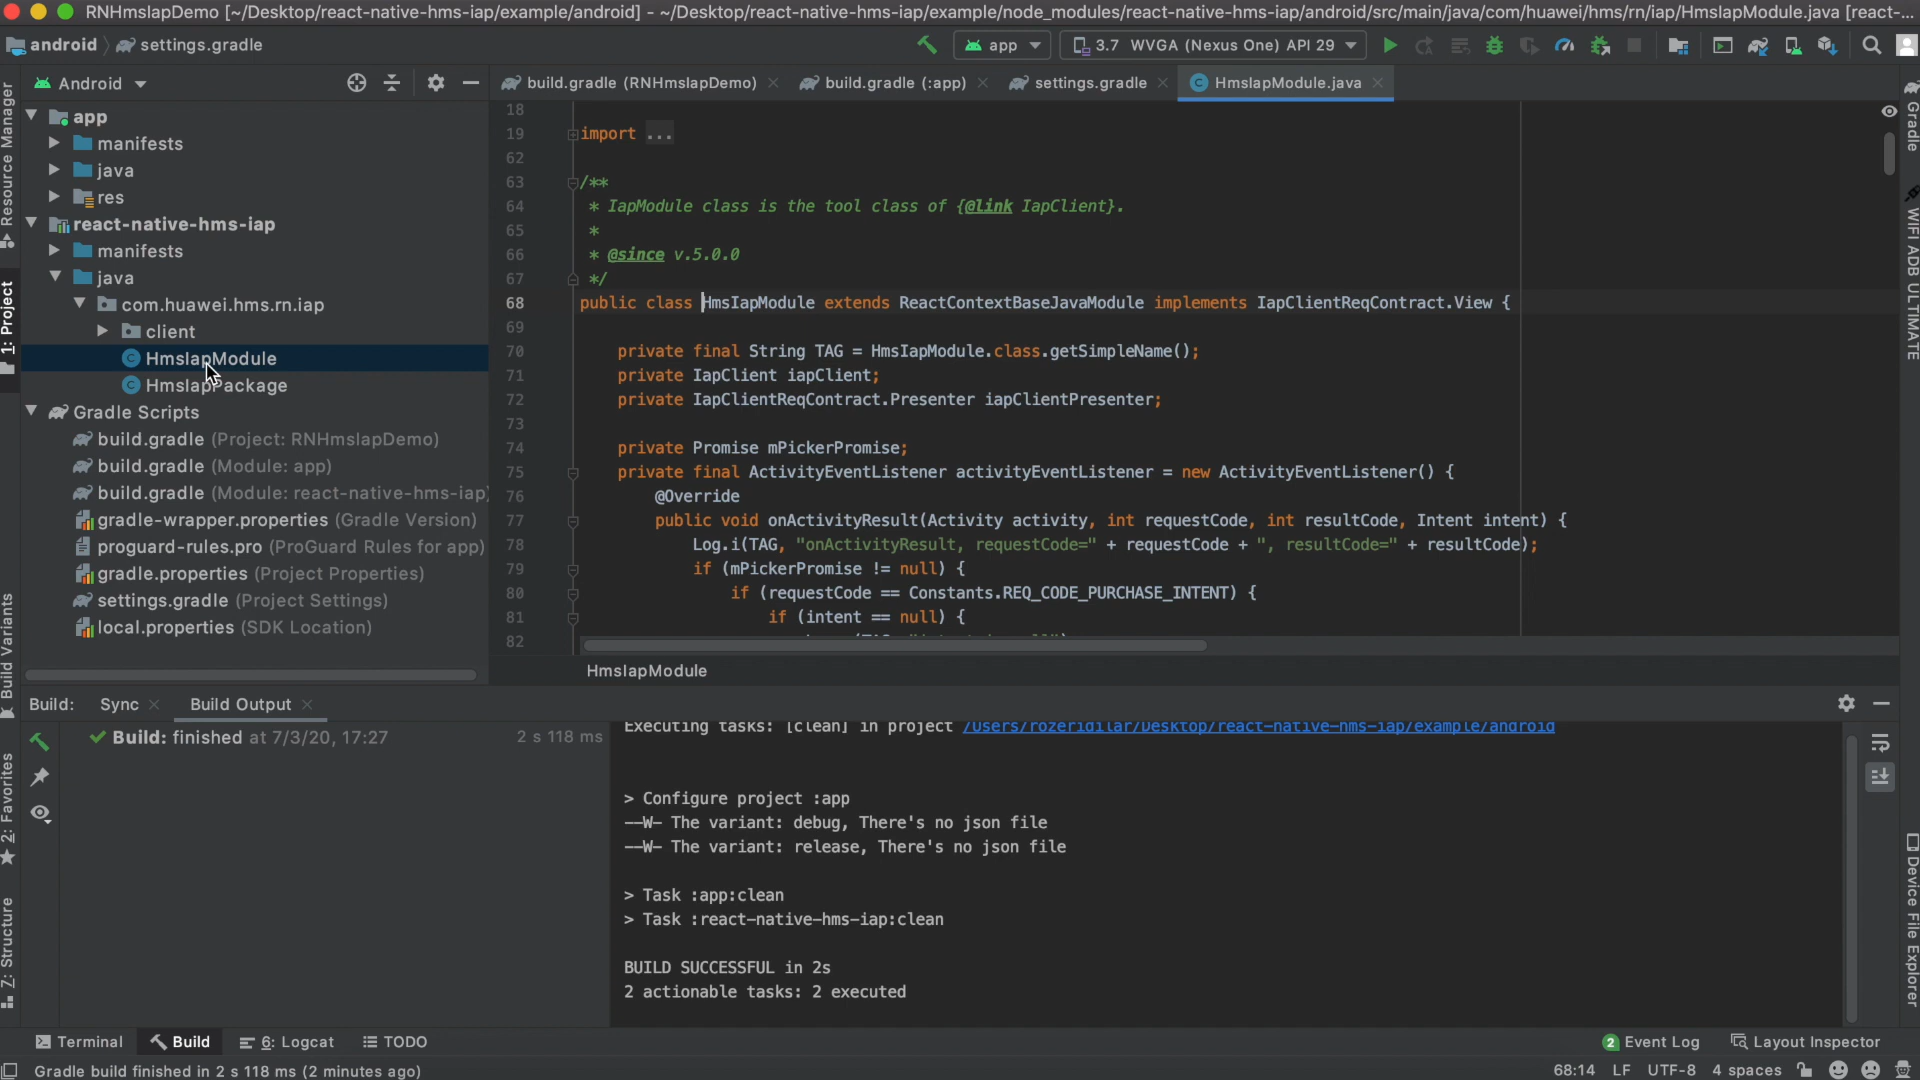 RNHmsIapDemo [~/Desktop/react-native-hms-iap/example/android] - ~/Desktop/react-native-hms-iap/example/node_modules/react-native-hms-iap/android/src/main/java/com/huawei/hms/rn/iap/HmsIapModule.java [react-...
android
settings.gradle
app
3.7 WVGA (Nexus One) API 29
Android
build.gradle (RNHmsIapDemo)
build.gradle (:app)
settings.gradle
HmsIapModule.java
Resource Manager
1: Project
Build Variants
2: Favorites
Z: Structure
app
manifests
java
res
react-native-hms-iap
manifests
java
com.huawei.hms.rn.iap
client
HmsIapModule
HmsIapPackage
Gradle Scripts
build.gradle (Project: RNHmsIapDemo)
build.gradle (Module: app)
build.gradle (Module: react-native-hms-iap)
gradle-wrapper.properties (Gradle Version)
proguard-rules.pro (ProGuard Rules for app)
gradle.properties (Project Properties)
settings.gradle (Project Settings)
local.properties (SDK Location)
18
19 import ...
62
63 /**
64 * IapModule class is the tool class of {@link IapClient}.
65 *
66 * @since v.5.0.0
67 */
68 public class HmsIapModule extends ReactContextBaseJavaModule implements IapClientReqContract.View {
69
70 private final String TAG = HmsIapModule.class.getSimpleName();
71 private IapClient iapClient;
72 private IapClientReqContract.Presenter iapClientPresenter;
73
74 private Promise mPickerPromise;
75 private final ActivityEventListener activityEventListener = new ActivityEventListener() {
76 @Override
77 public void onActivityResult(Activity activity, int requestCode, int resultCode, Intent intent) {
78 Log.i(TAG, "onActivityResult, requestCode=" + requestCode + ", resultCode=" + resultCode);
79 if (mPickerPromise != null) {
80 if (requestCode == Constants.REQ_CODE_PURCHASE_INTENT) {
81 if (intent == null) {
82
HmsIapModule
Gradle
WIFI ADB ULTIMATE
Device File Explorer
Build:
Sync
Build Output
Build: finished at 7/3/20, 17:27
2 s 118 ms
Executing tasks: [clean] in project /Users/rozeridilar/Desktop/react-native-hms-iap/example/android
> Configure project :app
--W- The variant: debug, There's no json file
--W- The variant: release, There's no json file
> Task :app:clean
> Task :react-native-hms-iap:clean
BUILD SUCCESSFUL in 2s
2 actionable tasks: 2 executed
Terminal
Build
6: Logcat
TODO
2 Event Log
Layout Inspector
Gradle build finished in 2 s 118 ms (2 minutes ago)
68:14 LF UTF-8 4 spaces